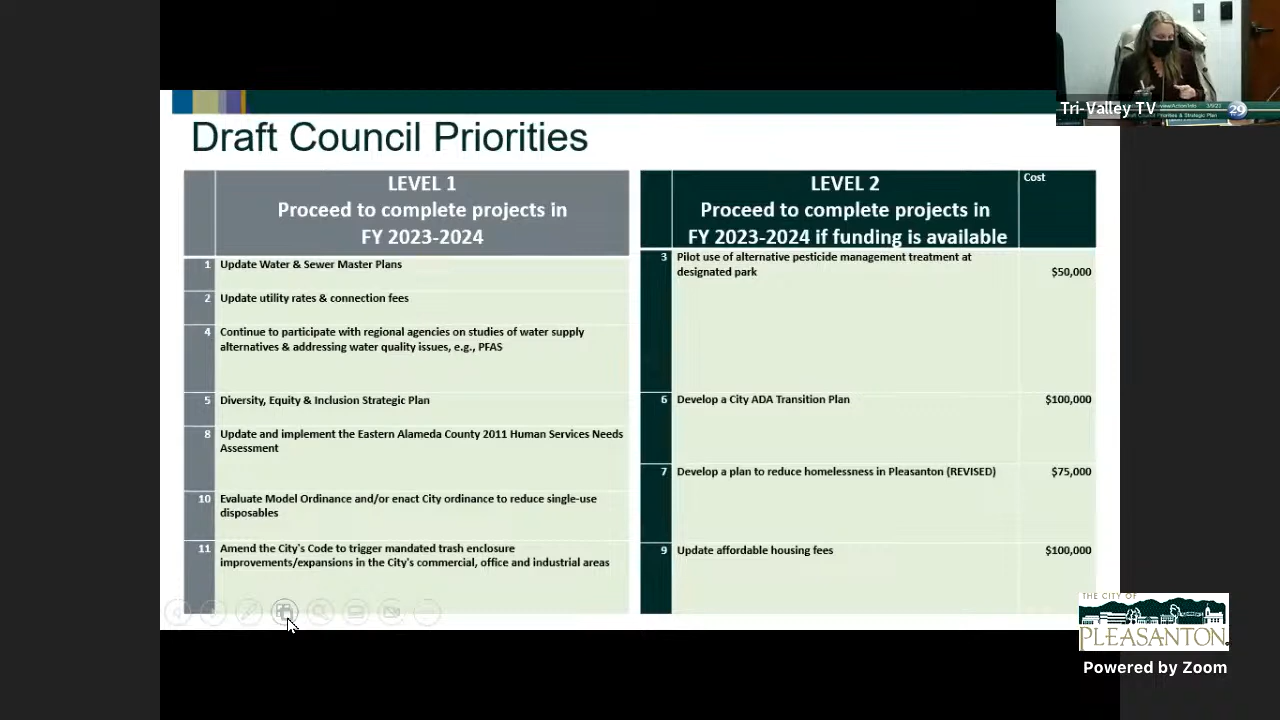 Draft Council Priorities
LEVEL 1
Proceed to complete projects in
FY 2023-2024
1 Update Water & Sewer Master Plans
2 Update utility rates & connection fees
4 Continue to participate with regional agencies on studies of water supply
alternatives & addressing water quality issues, e.g., PFAS
5 Diversity, Equity & Inclusion Strategic Plan
8 Update and implement the Eastern Alameda County 2011 Human Services Needs
Assessment
10 Evaluate Model Ordinance and/or enact City ordinance to reduce single-use
disposables
11 Amend the City's Code to trigger mandated trash enclosure
improvements/expansions in the City's commercial, office and industrial areas
LEVEL 2
Proceed to complete projects in
FY 2023-2024 if funding is available
Cost
3 Pilot use of alternative pesticide management treatment at
designated park $50,000
6 Develop a City ADA Transition Plan $100,000
7 Develop a plan to reduce homelessness in Pleasanton (REVISED) $75,000
9 Update affordable housing fees $100,000
Tri-Valley TV
29
Priorities & Strategic Plan
THE CITY OF
PLEASANTON
Powered by Zoom